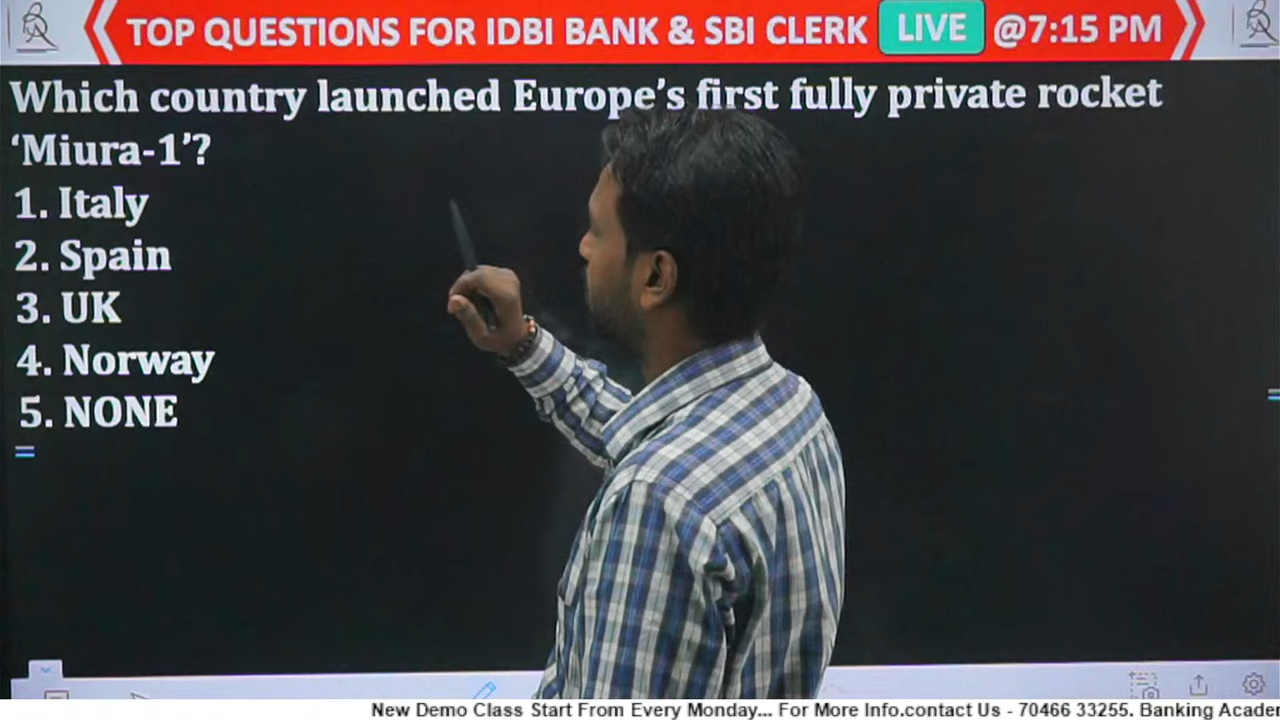 TOP QUESTIONS FOR IDBI BANK & SBI CLERK LIVE @7:15 PM
Which country launched Europe's first fully private rocket
'Miura-1'?
1. Italy
2. Spain
3. UK
4. Norway
5. NONE
New Demo Class Start From Every Monday... For More Info.contact Us - 70466 33255. Banking Acader